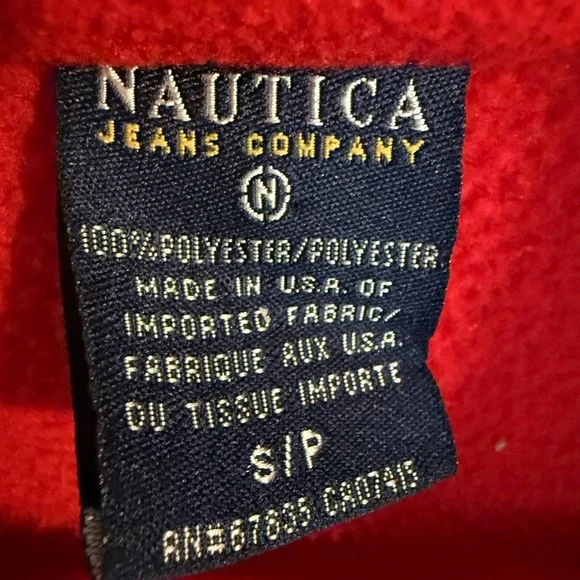 NAUTICA
JEANS COMPANY
N
100% POLYESTER/POLYESTER
MADE IN U.S.A. OF
IMPORTED FABRIC/
FABRIQUE AUX U.S.A.
DU TISSUE IMPORTE
S/P
RN#67835 CA07415